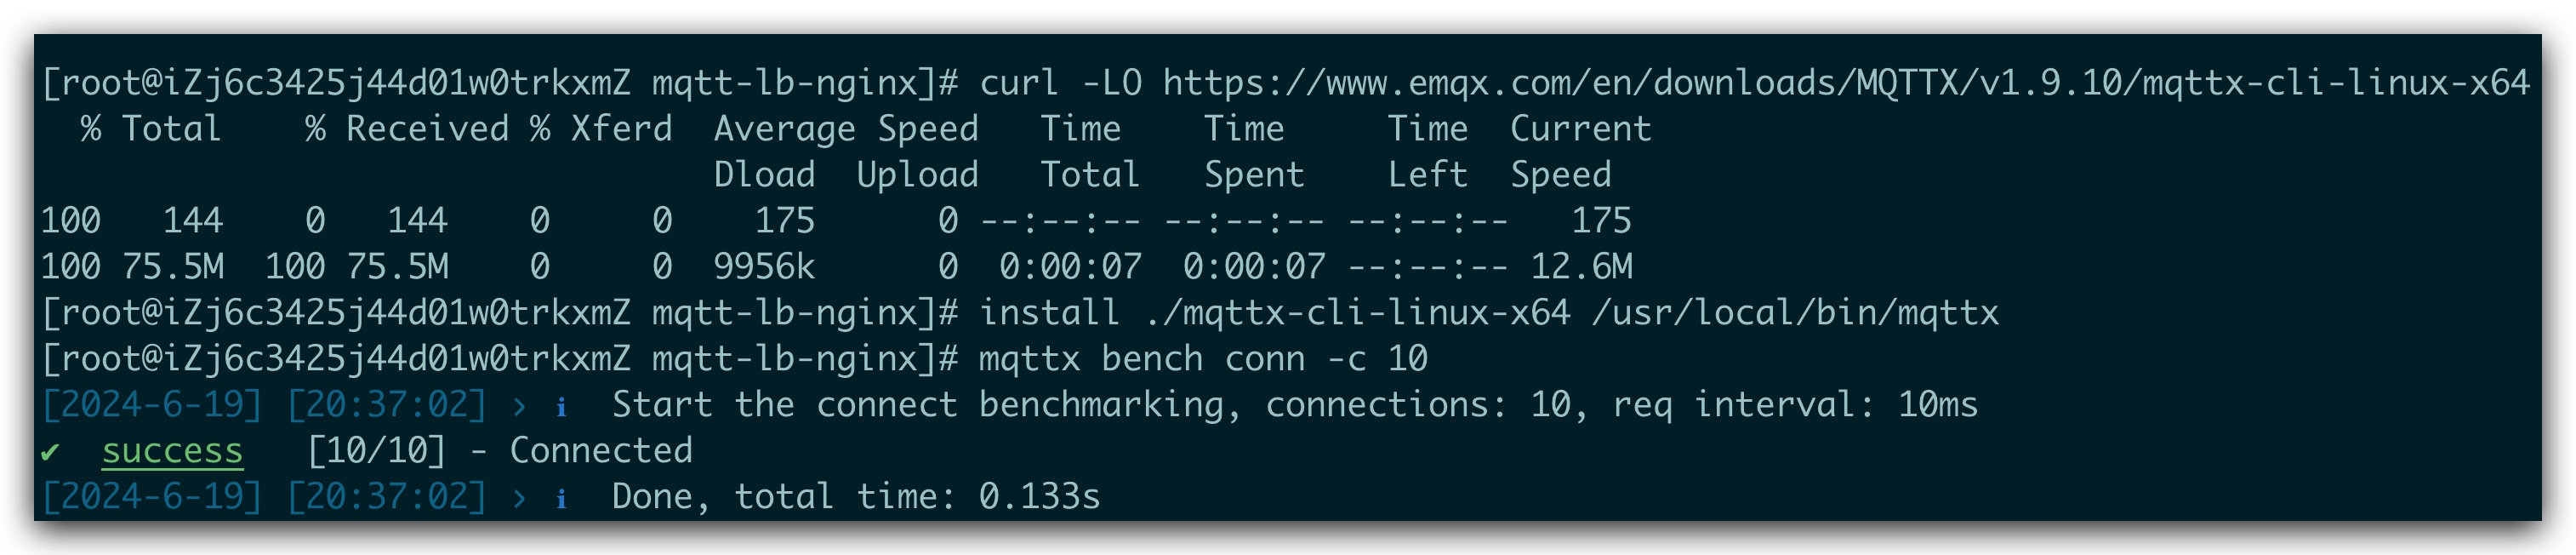 [root@iZj6c3425j44d01w0trkxmZ mqtt-lb-nginx]# curl -LO https://www.emqx.com/en/downloads/MQTTX/v1.9.10/mqttx-cli-linux-x64
  % Total    % Received % Xferd  Average Speed   Time    Time     Time  Current
                                 Dload  Upload   Total   Spent    Left  Speed
100   144    0   144    0     0    175      0 --:--:-- --:--:-- --:--:--   175
100 75.5M  100 75.5M    0     0  9956k      0  0:00:07  0:00:07 --:--:-- 12.6M
[root@iZj6c3425j44d01w0trkxmZ mqtt-lb-nginx]# install ./mqttx-cli-linux-x64 /usr/local/bin/mqttx
[root@iZj6c3425j44d01w0trkxmZ mqtt-lb-nginx]# mqttx bench conn -c 10
[2024-6-19] [20:37:02] › ℹ  Start the connect benchmarking, connections: 10, req interval: 10ms
✔  success   [10/10] - Connected
[2024-6-19] [20:37:02] › ℹ  Done, total time: 0.133s